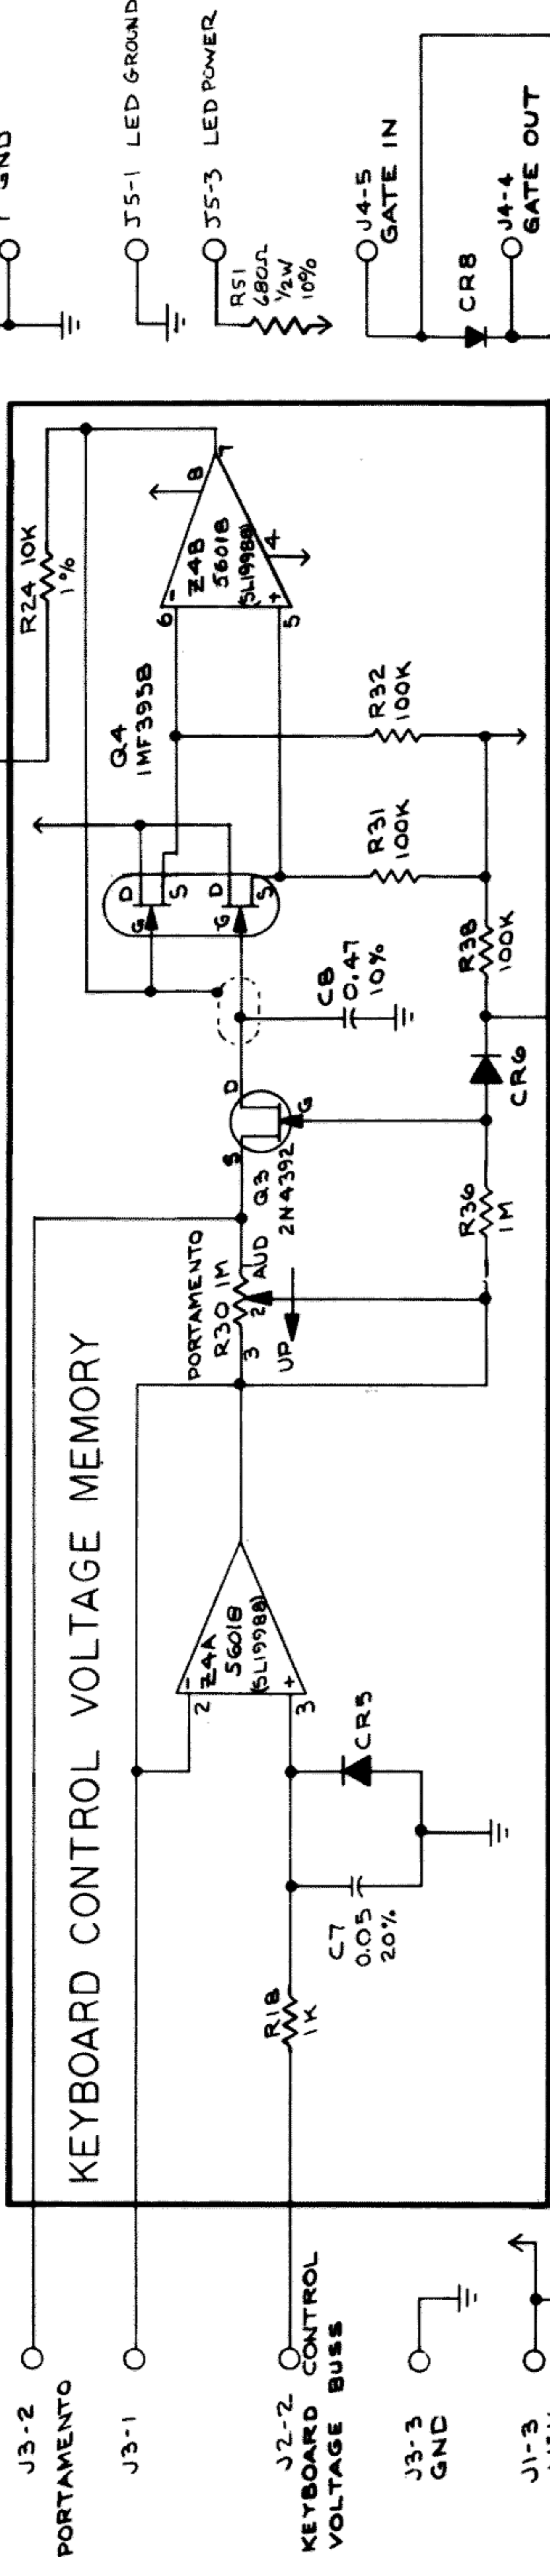 KEYBOARD CONTROL VOLTAGE MEMORY
J3-2
PORTAMENTO
J3-1
J2-2
KEYBOARD CONTROL
VOLTAGE BUSS
J3-3
GND
J1-3
R18
1K
C7
0.05
20%
CR5
2
3
-
+
Z4A
5601B
(SL19988)
PORTAMENTO
R30 1M
3
2
1
AUD
UP
Q3
2N4392
S
D
G
R36
1M
CR6
R38
100K
C8
0.47
10%
G
D
S
G
D
S
Q4
IMF3958
R31
100K
R32
100K
R24 10K
1%
6
5
-
+
Z4B
5601B
(SL19988)
8
4
7
GND
J5-1 LED GROUND
J5-3 LED POWER
R51
680Ω
1/2W
10%
J4-5
GATE IN
CR8
J4-4
GATE OUT